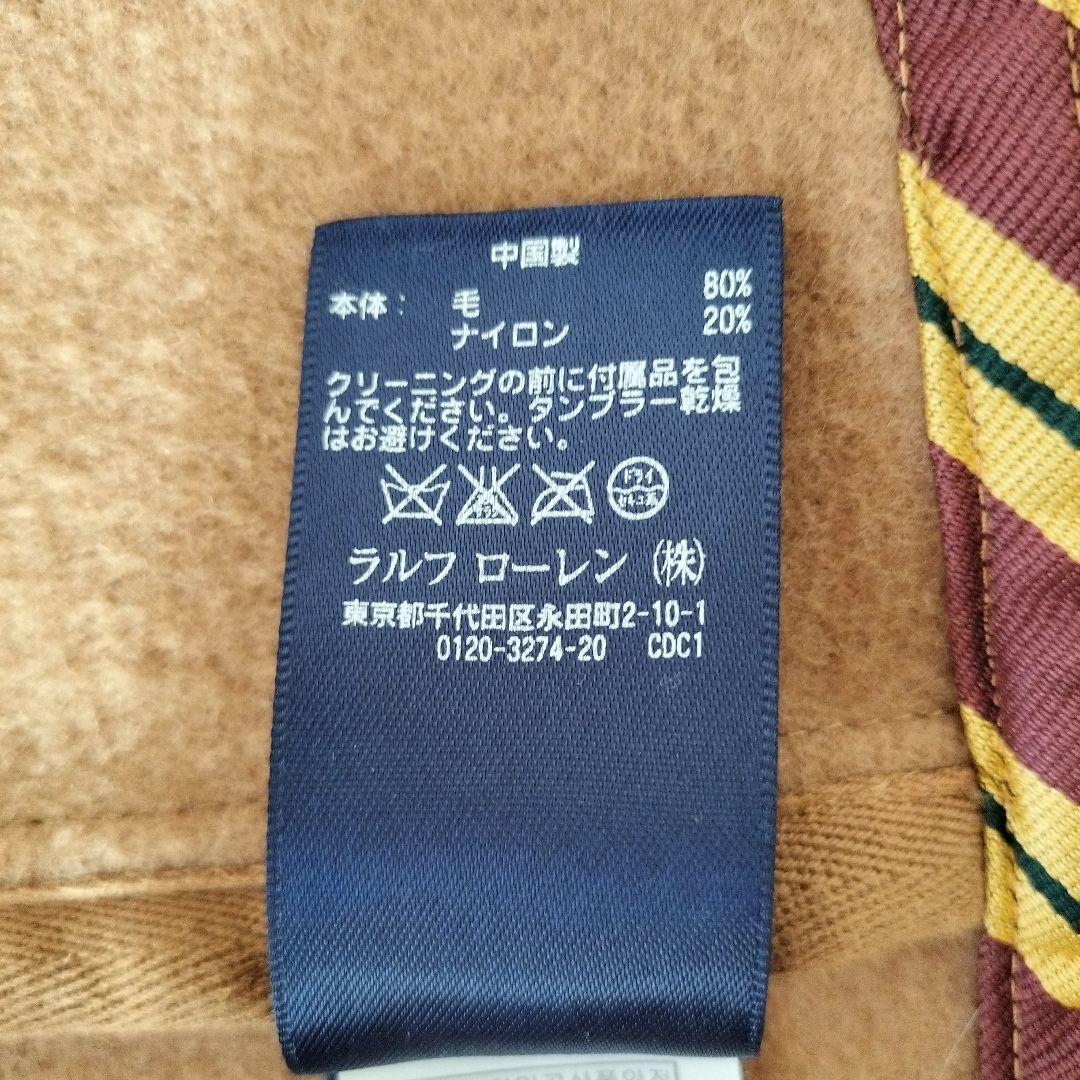 中国製
本体: 毛 80%
ナイロン 20%
クリーニングの前に付属品を包
んでください。タンブラー乾燥
はお避けください。
ドライ
ラルフ ローレン (株)
東京都千代田区永田町2-10-1
0120-3274-20 CDC1